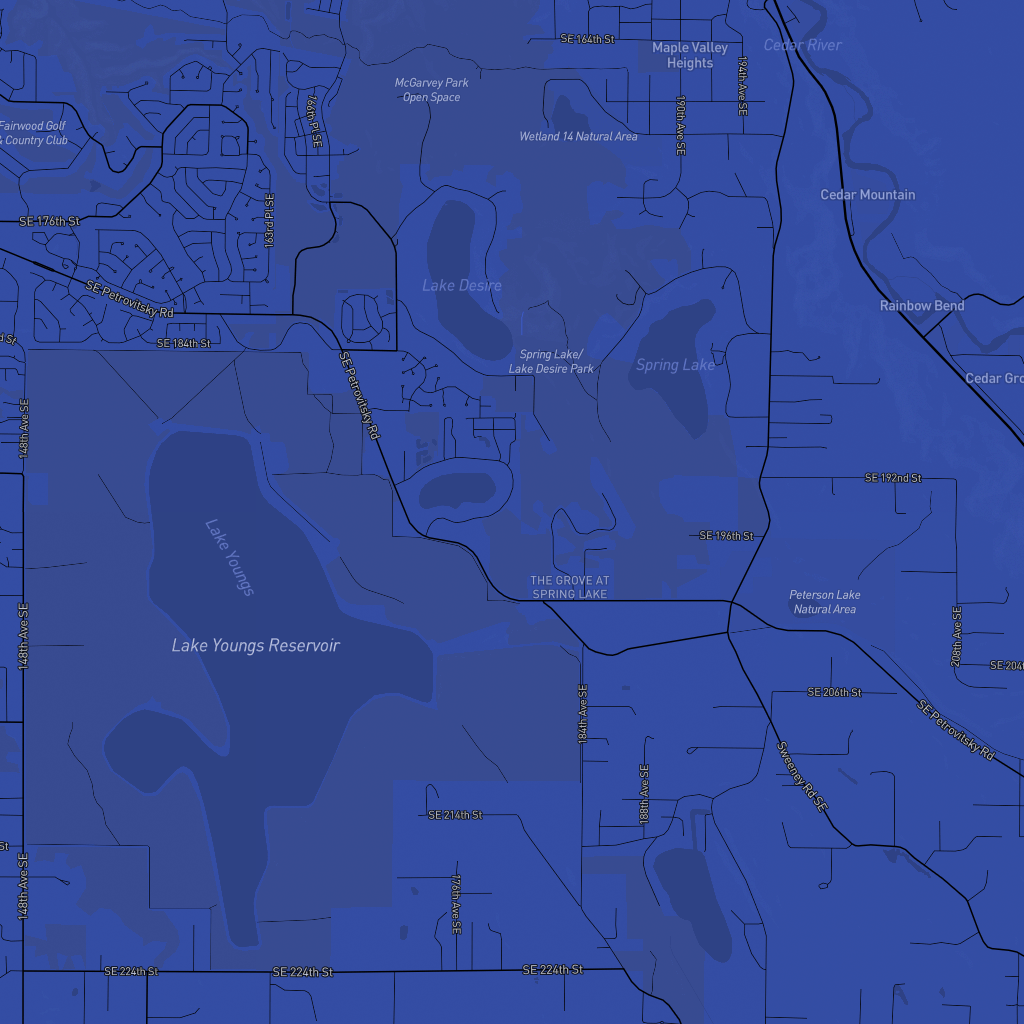 SE 164th St
Maple Valley
Heights
Cedar River
194th Ave SE
McGarvey Park
Open Space
166th Pl SE
190th Ave SE
Fairwood Golf
& Country Club
Wetland 14 Natural Area
Cedar Mountain
163rd Pl SE
SE 176th St
Lake Desire
SE Petrovitsky Rd
Rainbow Bend
SE 184th St
Spring Lake/
Lake Desire Park
Spring Lake
Cedar Gro
SE Petrovitsky Rd
148th Ave SE
SE 192nd St
SE 196th St
Lake Youngs
THE GROVE AT
SPRING LAKE
Peterson Lake
Natural Area
148th Ave SE
Lake Youngs Reservoir
208th Ave SE
SE 204t
SE 206th St
184th Ave SE
SE Petrovitsky Rd
Sweeney Rd SE
188th Ave SE
SE 214th St
St
148th Ave SE
176th Ave SE
SE 224th St
SE 224th St
SE 224th St